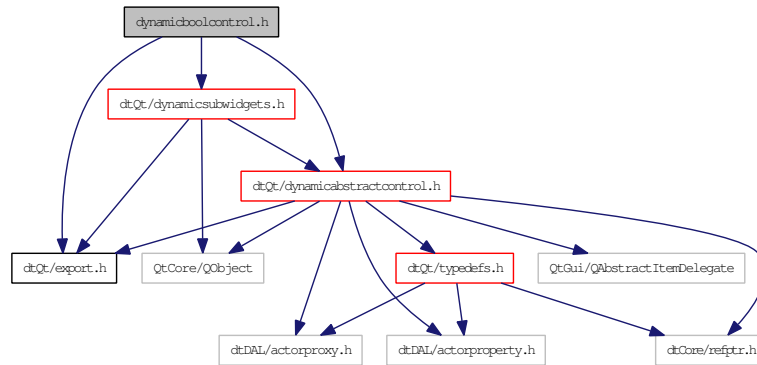 dynamicboolcontrol.h
dtQt/dynamicsubwidgets.h
dtQt/dynamicabstractcontrol.h
dtQt/export.h
QtCore/QObject
dtQt/typedefs.h
QtGui/QAbstractItemDelegate
dtDAL/actorproxy.h
dtDAL/actorproperty.h
dtCore/refptr.h